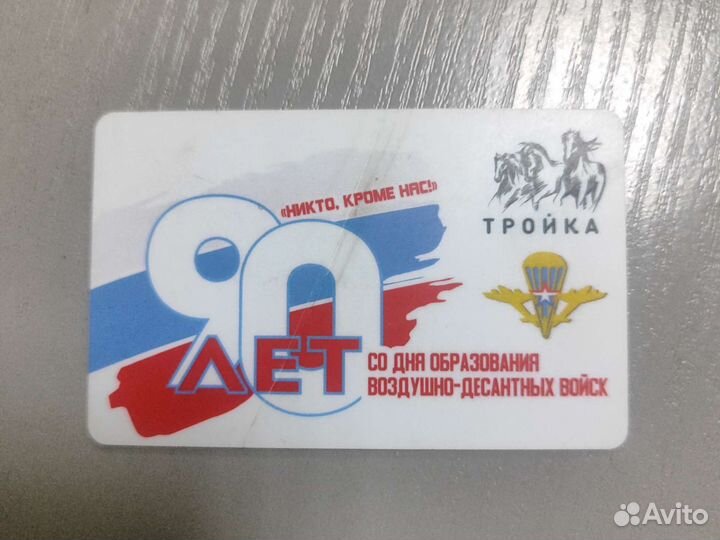 «НИКТО, КРОМЕ НАС!»
ТРОЙКА
90
ЛЕТ
СО ДНЯ ОБРАЗОВАНИЯ
ВОЗДУШНО-ДЕСАНТНЫХ ВОЙСК
Avito